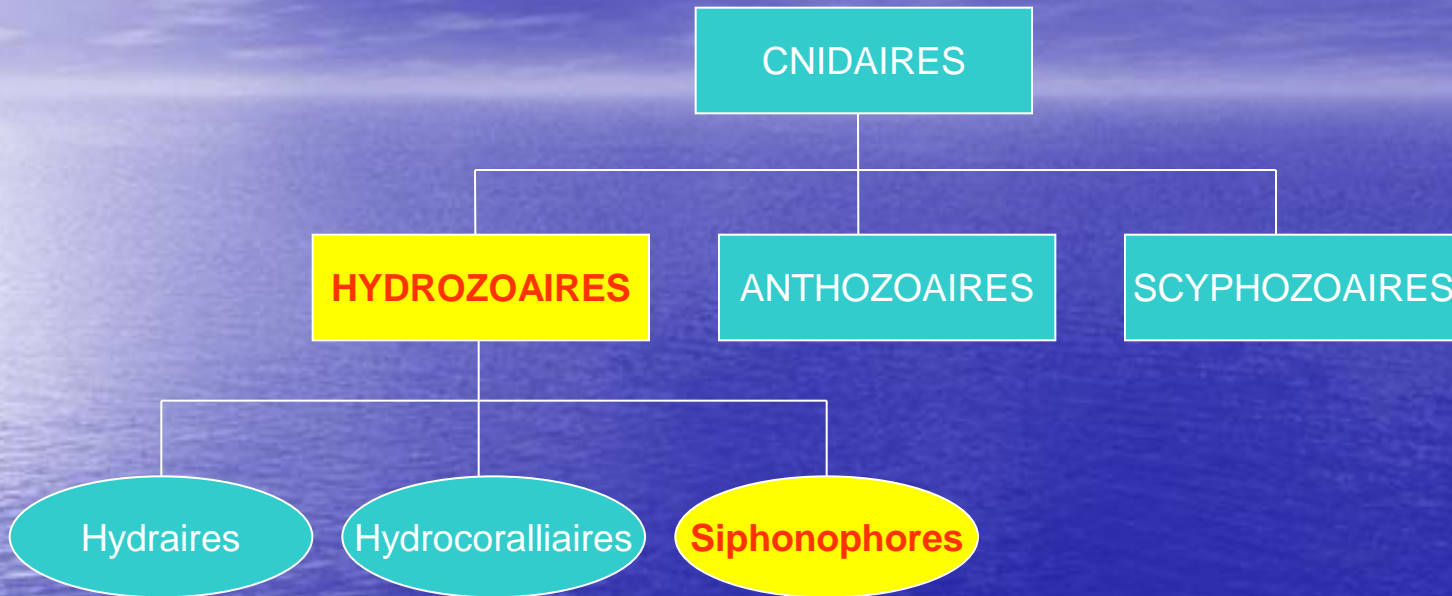 CNIDAIRES
HYDROZOAIRES
ANTHOZOAIRES
SCYPHOZOAIRES
Hydraires
Hydrocoralliaires
Siphonophores